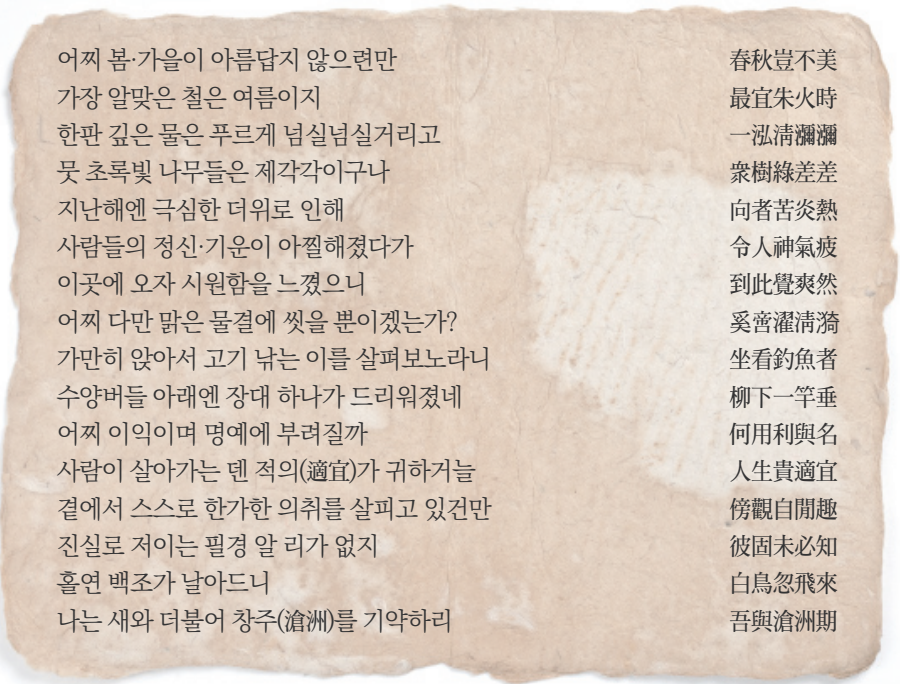 어찌 봄·가을이 아름답지 않으련만 春秋豈不美
가장 알맞은 철은 여름이지 最宜朱火時
한판 깊은 물은 푸르게 넘실넘실거리고 一泓淸瀰瀰
뭇 초록빛 나무들은 제각각이구나 衆樹綠差差
지난해엔 극심한 더위로 인해 向者苦炎熱
사람들의 정신·기운이 아찔해졌다가 令人神氣疲
이곳에 오자 시원함을 느꼈으니 到此覺爽然
어찌 다만 맑은 물결에 씻을 뿐이겠는가? 奚啻濯淸漪
가만히 앉아서 고기 낚는 이를 살펴보노라니 坐看釣魚者
수양버들 아래엔 장대 하나가 드리워졌네 柳下一竿垂
어찌 이익이며 명예에 부려질까 何用利與名
사람이 살아가는 덴 적의(適宜)가 귀하거늘 人生貴適宜
곁에서 스스로 한가한 의취를 살피고 있건만 傍觀自閒趣
진실로 저이는 필경 알 리가 없지 彼固未必知
홀연 백조가 날아드니 白鳥忽飛來
나는 새와 더불어 창주(滄洲)를 기약하리 吾與滄洲期